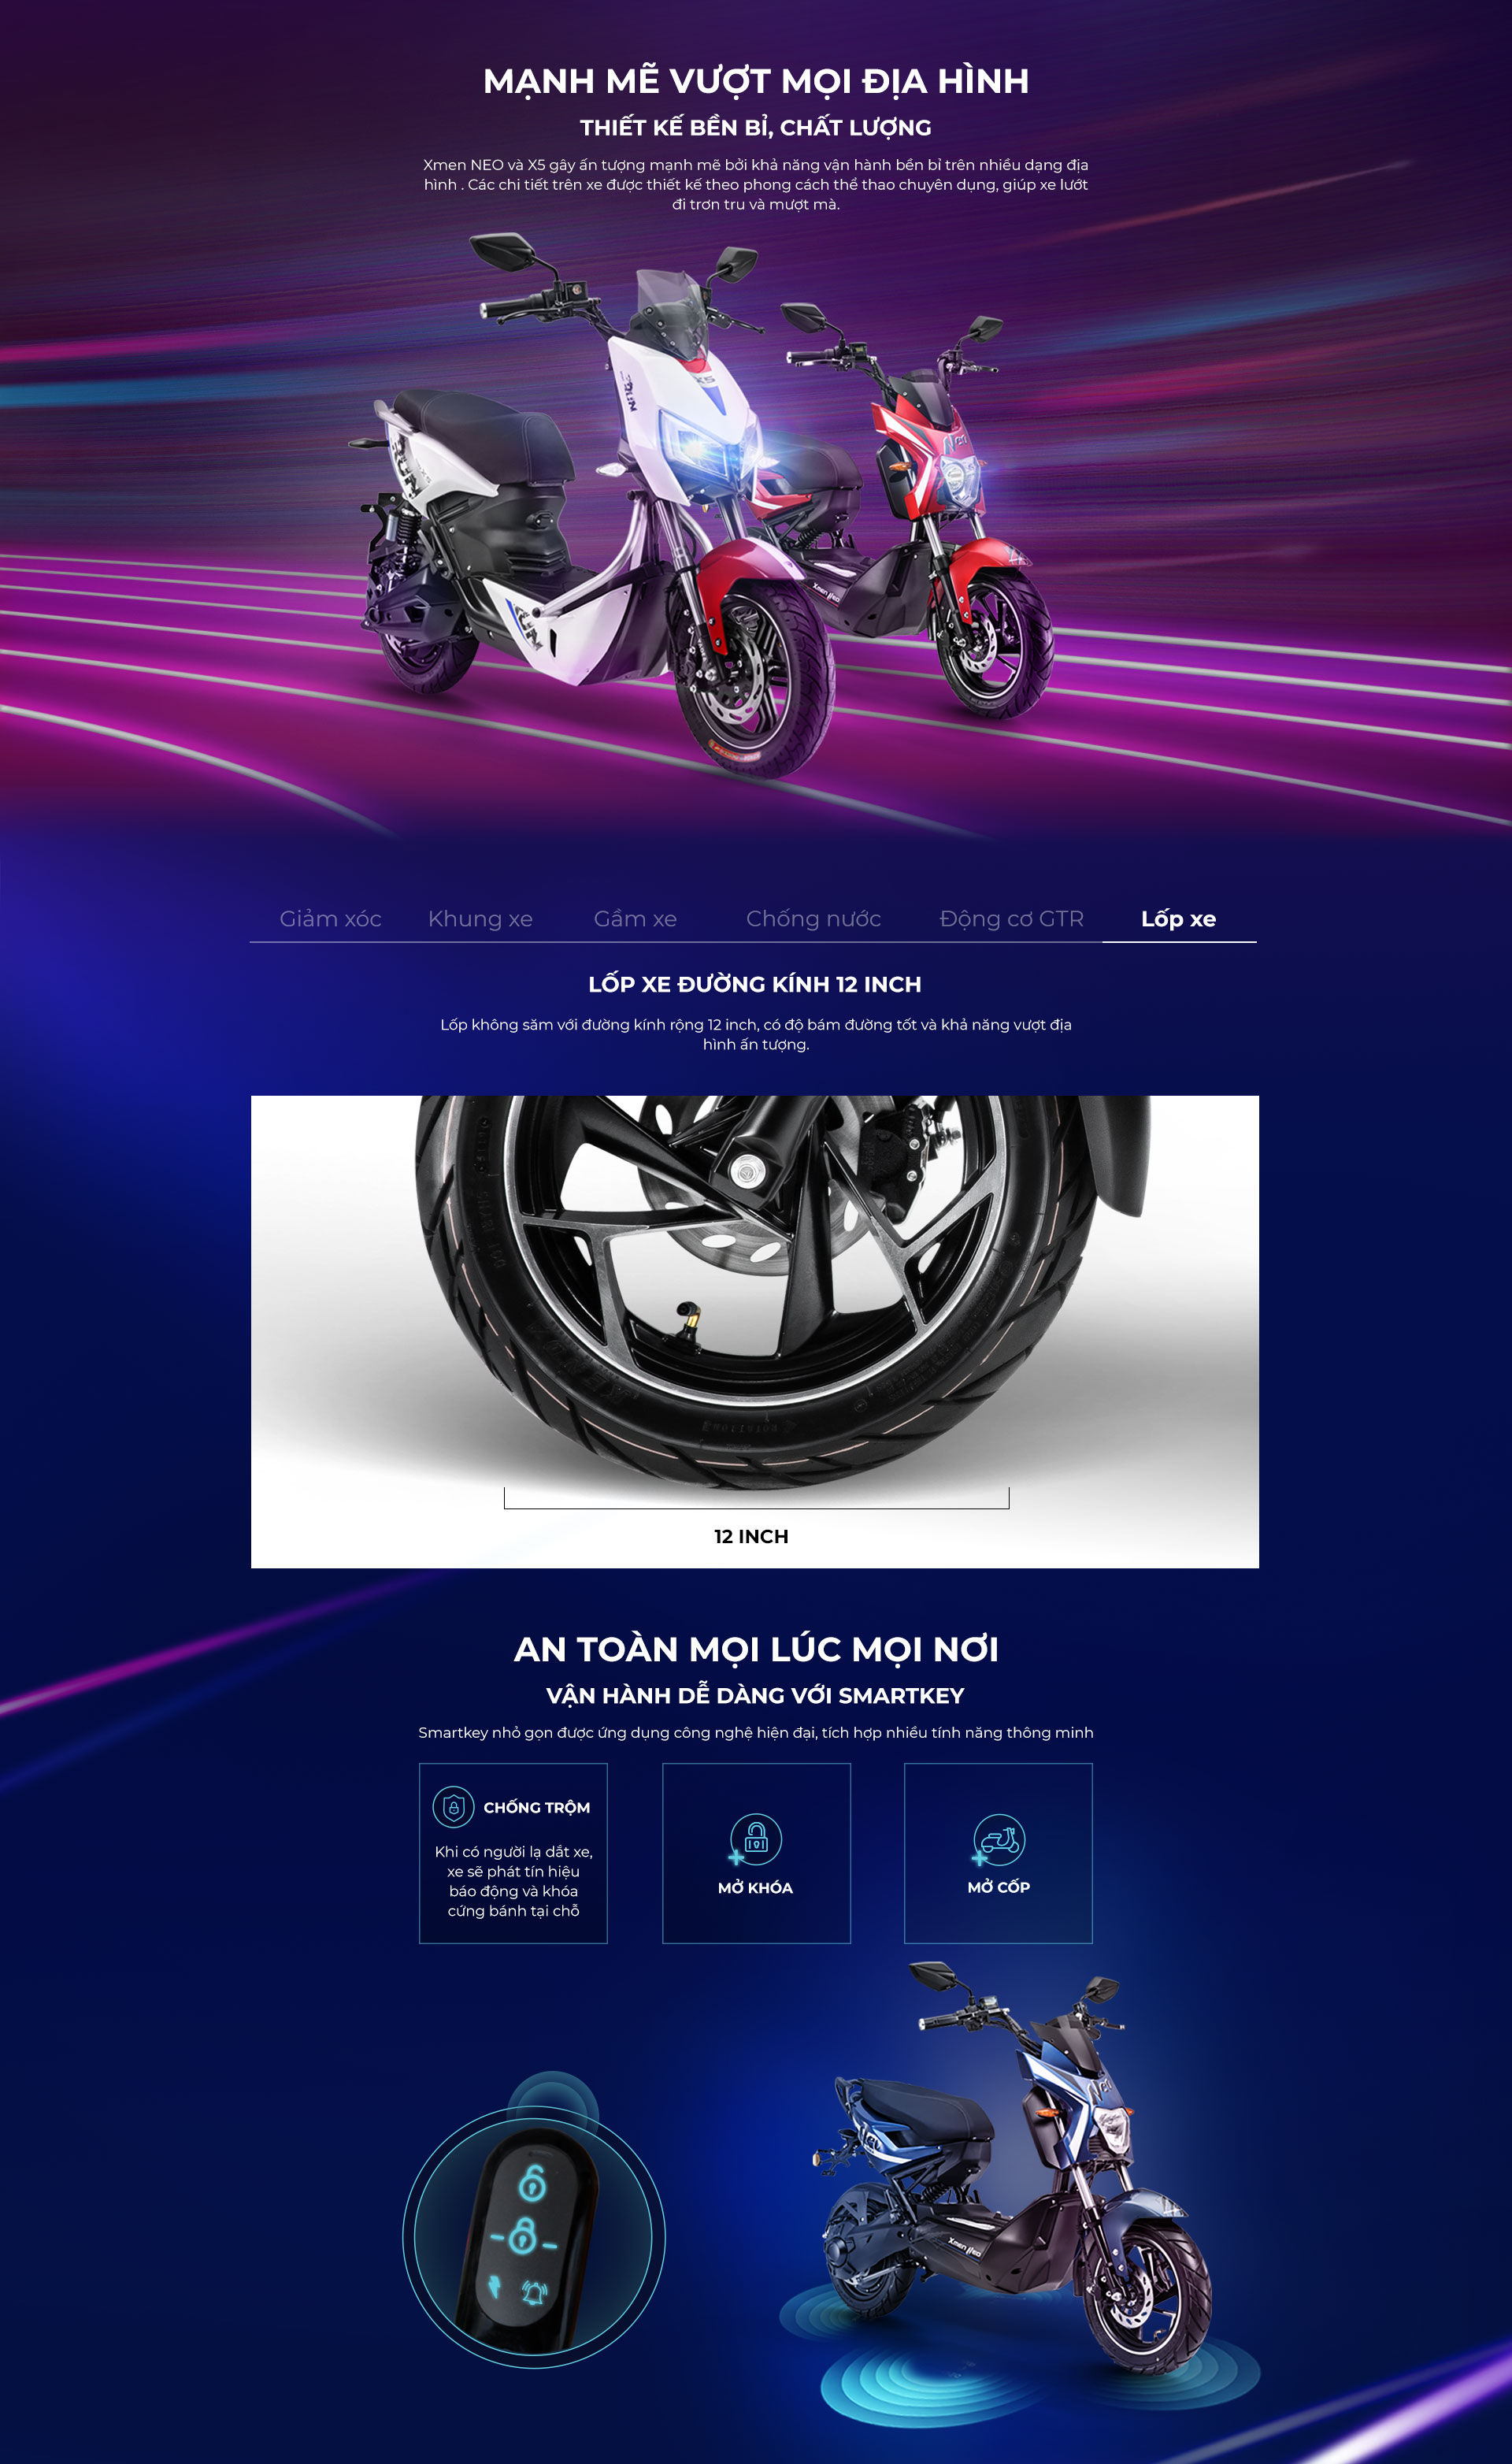 MẠNH MẼ VƯỢT MỌI ĐỊA HÌNH
THIẾT KẾ BỀN BỈ, CHẤT LƯỢNG
Xmen NEO và X5 gây ấn tượng mạnh mẽ bởi khả năng vận hành bền bỉ trên nhiều dạng địa
hình . Các chi tiết trên xe được thiết kế theo phong cách thể thao chuyên dụng, giúp xe lướt
đi trơn tru và mượt mà.
X5
Neo
Xmen Neo
Giảm xóc Khung xe Gầm xe Chống nước Động cơ GTR Lốp xe
LỐP XE ĐƯỜNG KÍNH 12 INCH
Lốp không săm với đường kính rộng 12 inch, có độ bám đường tốt và khả năng vượt địa
hình ấn tượng.
12 INCH
AN TOÀN MỌI LÚC MỌI NƠI
VẬN HÀNH DỄ DÀNG VỚI SMARTKEY
Smartkey nhỏ gọn được ứng dụng công nghệ hiện đại, tích hợp nhiều tính năng thông minh
CHỐNG TRỘM
Khi có người lạ dắt xe,
xe sẽ phát tín hiệu
báo động và khóa
cứng bánh tại chỗ
MỞ KHÓA
MỞ CỐP
Neo
Xmen Neo